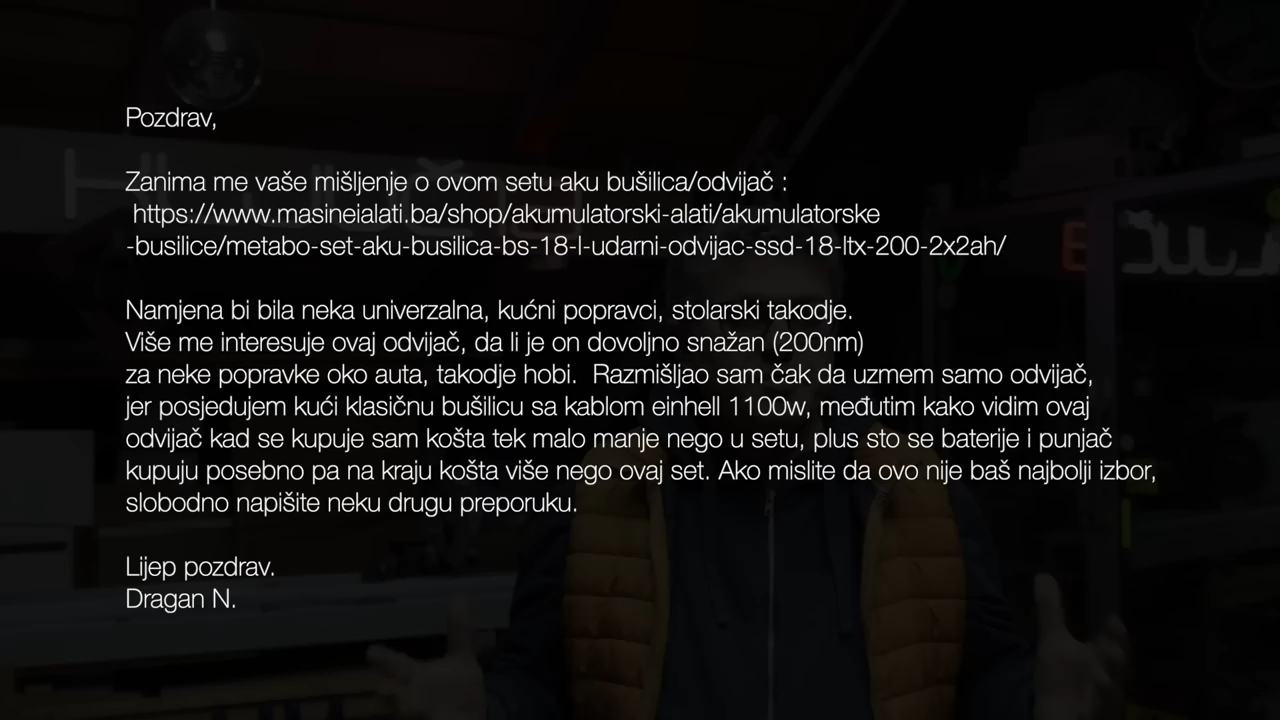 Pozdrav,
Zanima me vaše mišljenje o ovom setu aku bušilica/odvijač :
https://www.masineialati.ba/shop/akumulatorski-alati/akumulatorske
-busilice/metabo-set-aku-busilica-bs-18-l-udarni-odvijac-ssd-18-ltx-200-2x2ah/
Namjena bi bila neka univerzalna, kućni popravci, stolarski takodje.
Više me interesuje ovaj odvijač, da li je on dovoljno snažan (200nm)
za neke popravke oko auta, takodje hobi.  Razmišljao sam čak da uzmem samo odvijač,
jer posjedujem kući klasičnu bušilicu sa kablom einhell 1100w, međutim kako vidim ovaj
odvijač kad se kupuje sam košta tek malo manje nego u setu, plus sto se baterije i punjač
kupuju posebno pa na kraju košta više nego ovaj set. Ako mislite da ovo nije baš najbolji izbor,
slobodno napišite neku drugu preporuku.
Lijep pozdrav.
Dragan N.